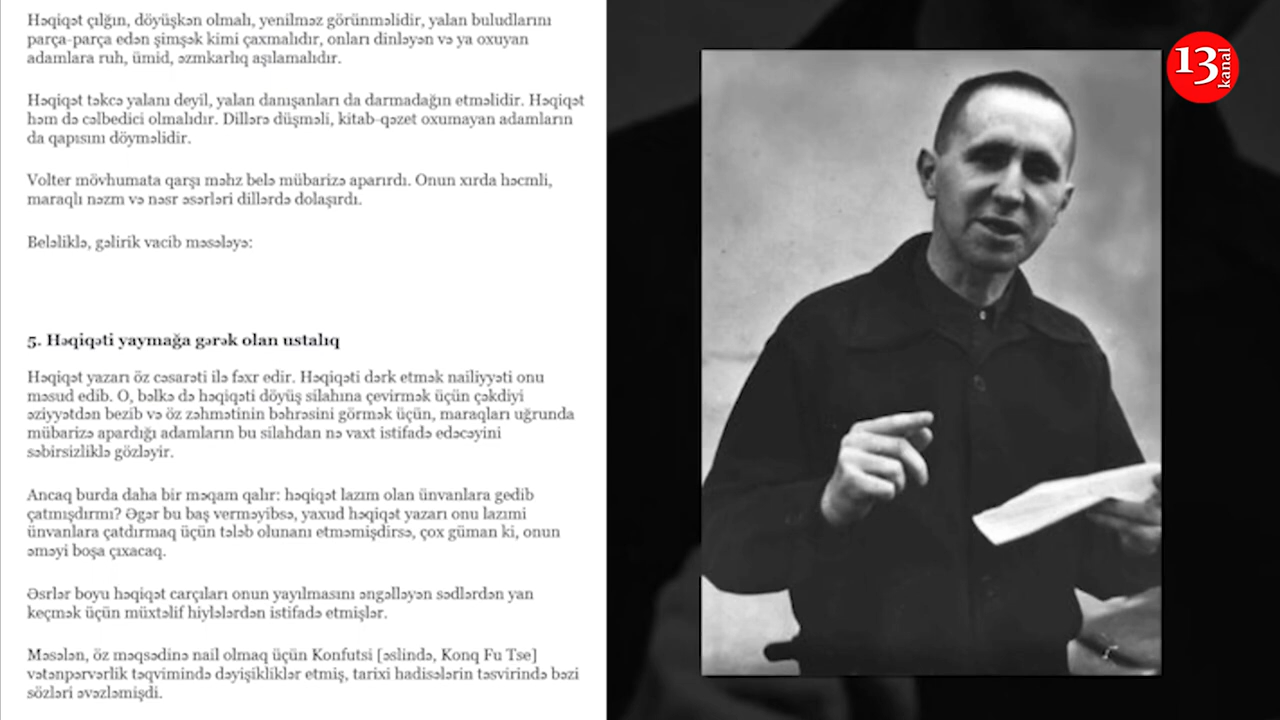 Həqiqət çılğın, döyüşkən olmalı, yenilməz görünməlidir, yalan buludlarını
parça-parça edən şimşək kimi çaxmalıdır, onları dinləyən və ya oxuyan
adamlara ruh, ümid, əzmkarlıq aşılamalıdır.
Həqiqət təkcə yalanı deyil, yalan danışanları da darmadağın etməlidir. Həqiqət
həm də cəlbedici olmalıdır. Dillərə düşməli, kitab-qəzet oxumayan adamların
da qapısını döyməlidir.
Volter mövhumata qarşı məhz belə mübarizə aparırdı. Onun xırda həcmli,
maraqlı nəzm və nəsr əsərləri dillərdə dolaşırdı.
Beləliklə, gəlirik vacib məsələyə:
5. Həqiqəti yaymağa gərək olan ustalıq
Həqiqət yazarı öz cəsarəti ilə fəxr edir. Həqiqəti dərk etmək nailiyyəti onu
məsud edib. O, bəlkə də həqiqəti döyüş silahına çevirmək üçün çəkdiyi
əziyyətdən bezib və öz zəhmətinin bəhrəsini görmək üçün, maraqları uğrunda
mübarizə apardığı adamların bu silahdan nə vaxt istifadə edəcəyini
səbirsizliklə gözləyir.
Ancaq burda daha bir məqam qalır: həqiqət lazım olan ünvanlara gedib
çatmışdırmı? Əgər bu baş verməyibsə, yaxud həqiqət yazarı onu lazımi
ünvanlara çatdırmaq üçün tələb olunanı etməmişdirsə, çox güman ki, onun
əməyi boşa çıxacaq.
Əsrlər boyu həqiqət carçıları onun yayılmasını əngəlləyən sədlərdən yan
keçmək üçün müxtəlif hiylələrdən istifadə etmişlər.
Məsələn, öz məqsədinə nail olmaq üçün Konfutsi [əslində, Konq Fu Tse]
vətənpərvərlik təqvimində dəyişikliklər etmiş, tarixi hadisələrin təsvirində bəzi
sözləri əvəzləmişdi.
13 kanal